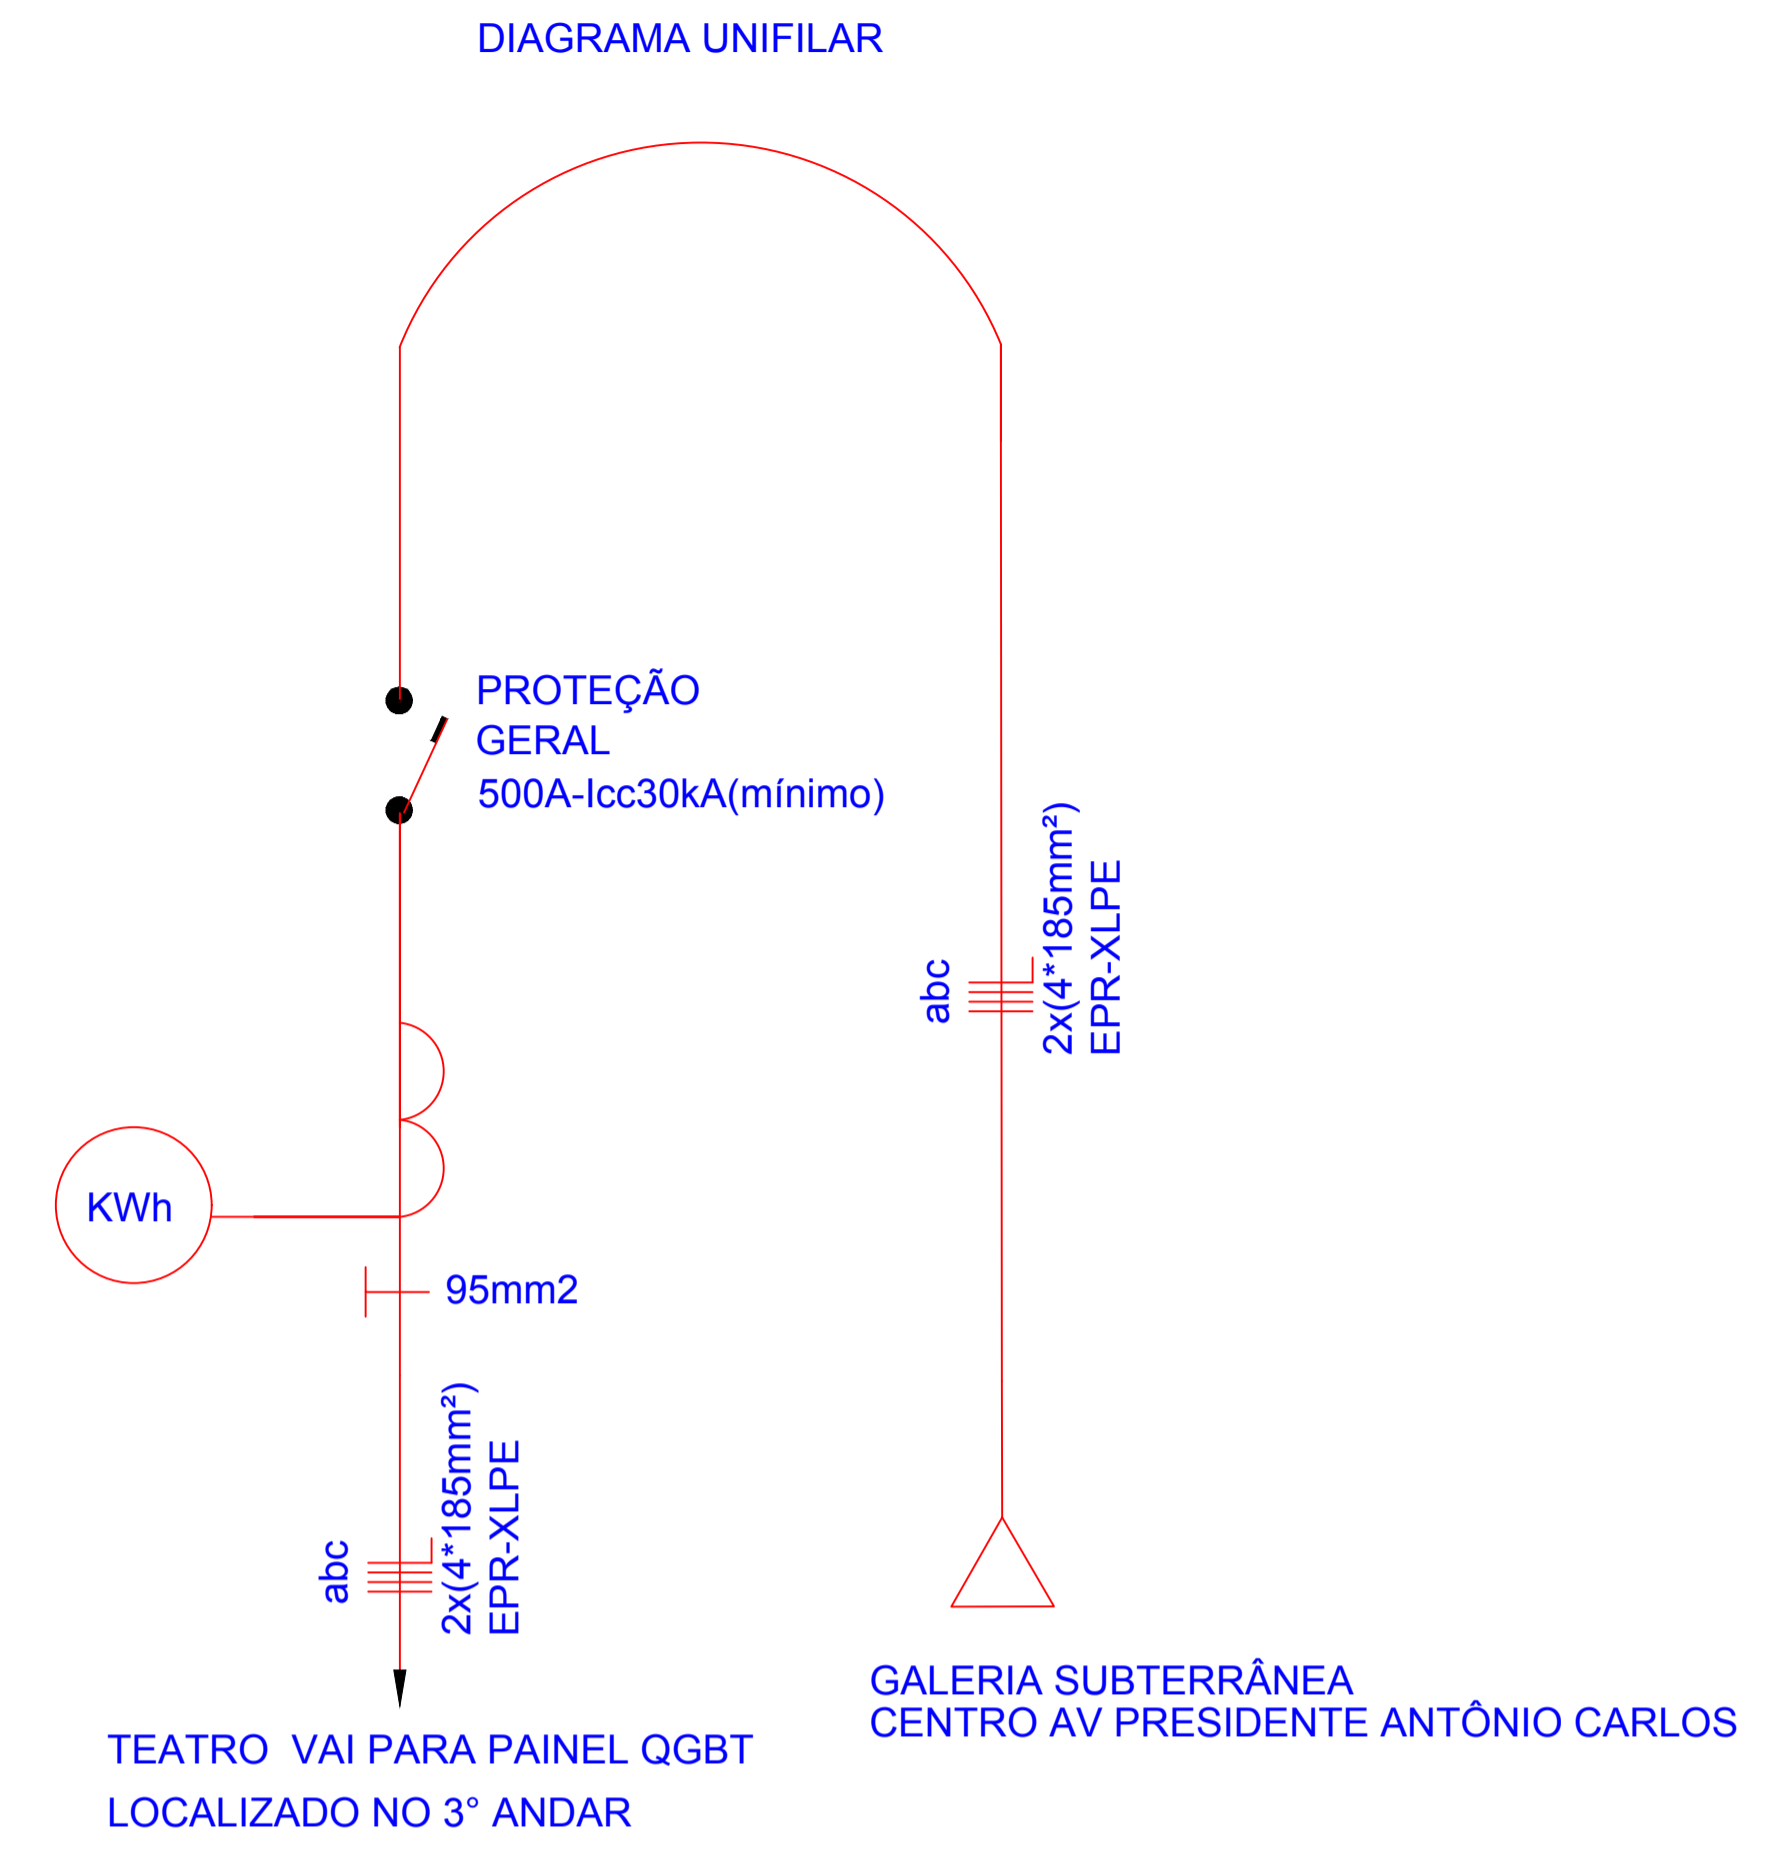 DIAGRAMA UNIFILAR
PROTEÇÃO
GERAL
500A-Icc30kA(mínimo)
abc
2x(4*185mm²)
EPR-XLPE
KWh
95mm2
abc
2x(4*185mm²)
EPR-XLPE
GALERIA SUBTERRÂNEA
CENTRO AV PRESIDENTE ANTÔNIO CARLOS
TEATRO  VAI PARA PAINEL QGBT
LOCALIZADO NO 3° ANDAR